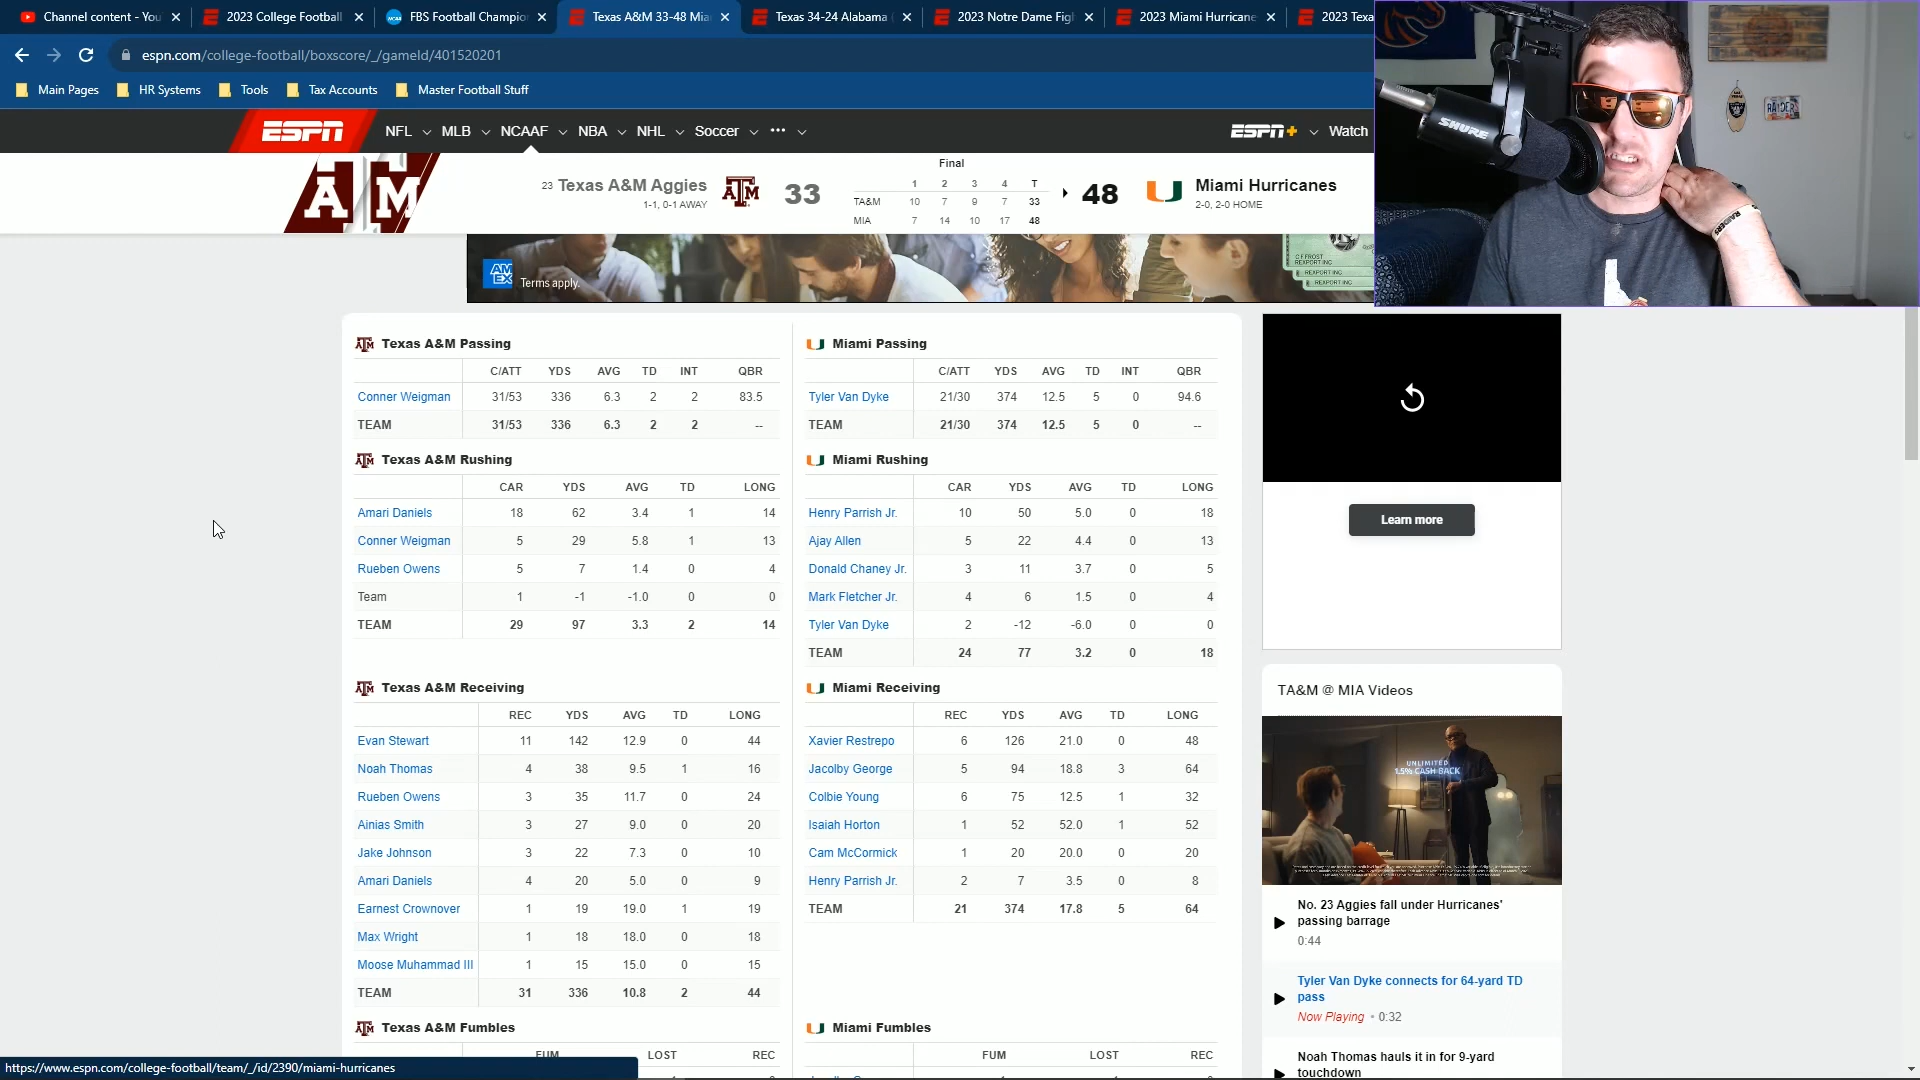 Channel content - You
2023 College Football
FBS Football Champio
Texas A&M 33-48 Mia
Texas 34-24 Alabama
2023 Notre Dame Figh
2023 Miami Hurricane
2023 Texa
espn.com/college-football/boxscore/_/gameId/401520201
Main Pages HR Systems Tools Tax Accounts Master Football Stuff
ESPN NFL MLB NCAAF NBA NHL Soccer ••• ESPN+ Watch
SHURE
RAIDERS
Final
23 Texas A&M Aggies 33
1-1, 0-1 AWAY
1 2 3 4 T
TA&M 10 7 9 7 33
MIA 7 14 10 17 48
48 Miami Hurricanes
2-0, 2-0 HOME
AM EX Terms apply.
C F FROST
REXPORT INC
REXPORT INC
REXPORT INC
Texas A&M Passing
C/ATT YDS AVG TD INT QBR
Conner Weigman 31/53 336 6.3 2 2 83.5
TEAM 31/53 336 6.3 2 2 --
Texas A&M Rushing
CAR YDS AVG TD LONG
Amari Daniels 18 62 3.4 1 14
Conner Weigman 5 29 5.8 1 13
Rueben Owens 5 7 1.4 0 4
Team 1 -1 -1.0 0 0
TEAM 29 97 3.3 2 14
Texas A&M Receiving
REC YDS AVG TD LONG
Evan Stewart 11 142 12.9 0 44
Noah Thomas 4 38 9.5 1 16
Rueben Owens 3 35 11.7 0 24
Ainias Smith 3 27 9.0 0 20
Jake Johnson 3 22 7.3 0 10
Amari Daniels 4 20 5.0 0 9
Earnest Crownover 1 19 19.0 1 19
Max Wright 1 18 18.0 0 18
Moose Muhammad III 1 15 15.0 0 15
TEAM 31 336 10.8 2 44
Texas A&M Fumbles
FUM LOST REC
Miami Passing
C/ATT YDS AVG TD INT QBR
Tyler Van Dyke 21/30 374 12.5 5 0 94.6
TEAM 21/30 374 12.5 5 0 --
Miami Rushing
CAR YDS AVG TD LONG
Henry Parrish Jr. 10 50 5.0 0 18
Ajay Allen 5 22 4.4 0 13
Donald Chaney Jr. 3 11 3.7 0 5
Mark Fletcher Jr. 4 6 1.5 0 4
Tyler Van Dyke 2 -12 -6.0 0 0
TEAM 24 77 3.2 0 18
Miami Receiving
REC YDS AVG TD LONG
Xavier Restrepo 6 126 21.0 0 48
Jacolby George 5 94 18.8 3 64
Colbie Young 6 75 12.5 1 32
Isaiah Horton 1 52 52.0 1 52
Cam McCormick 1 20 20.0 0 20
Henry Parrish Jr. 2 7 3.5 0 8
TEAM 21 374 17.8 5 64
Miami Fumbles
FUM LOST REC
Learn more
TA&M @ MIA Videos
UNLIMITED
1.5% CASH BACK
No. 23 Aggies fall under Hurricanes'
passing barrage
0:44
Tyler Van Dyke connects for 64-yard TD
pass
Now Playing • 0:32
Noah Thomas hauls it in for 9-yard
touchdown
https://www.espn.com/college-football/team/_/id/2390/miami-hurricanes